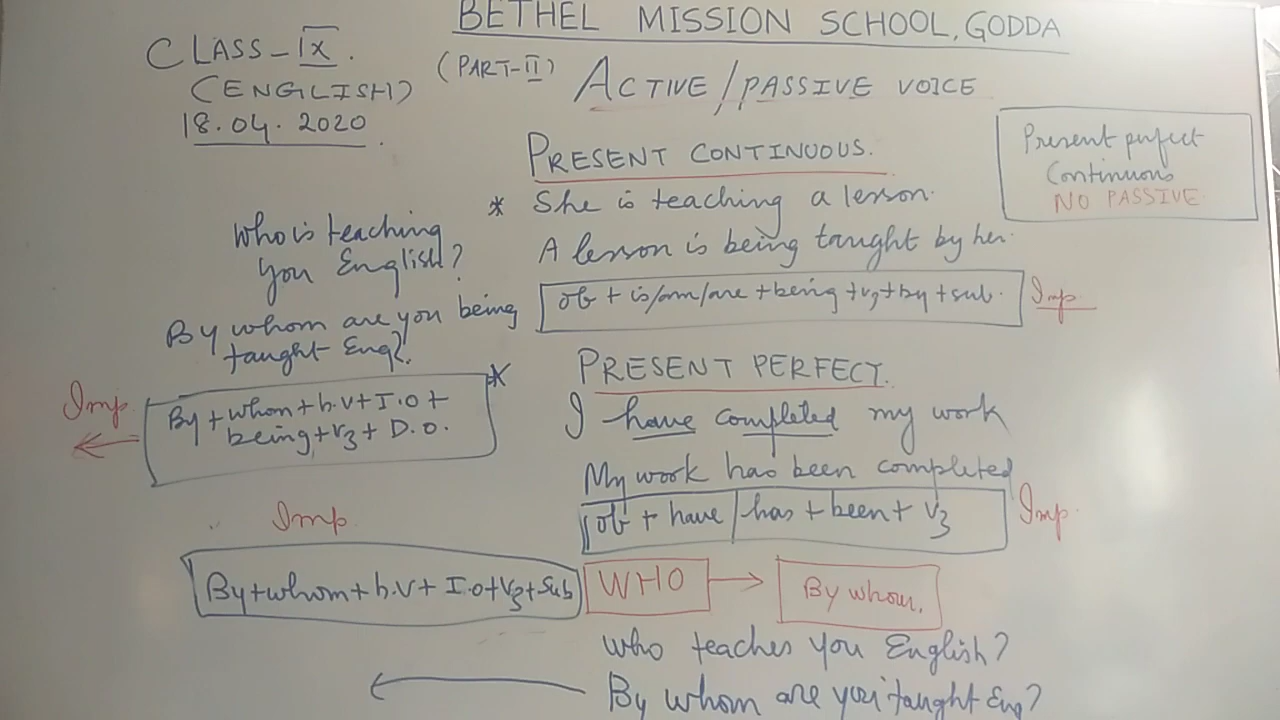 BETHEL MISSION SCHOOL, GODDA
CLASS-IX.
(ENGLISH)
18.04.2020
(PART-II) ACTIVE/PASSIVE VOICE
Present perfect
Continuous
NO PASSIVE.
PRESENT CONTINUOUS.
* She is teaching a lesson.
A lesson is being taught by her.
ob + is/am/are + being + v3 + by + sub. Imp.
Who is teaching
you English?
By whom are you being
taught Eng?
Imp. By + whom + h.v + I.O +
being + v3 + D.O.
* PRESENT PERFECT.
I have completed my work
My work has been completed
ob + have/has + been + V3 Imp.
Imp.
By + whom + h.v + I.O + V3 + Sub
WHO → By whom.
Who teaches you English?
← By whom are you taught Eng?